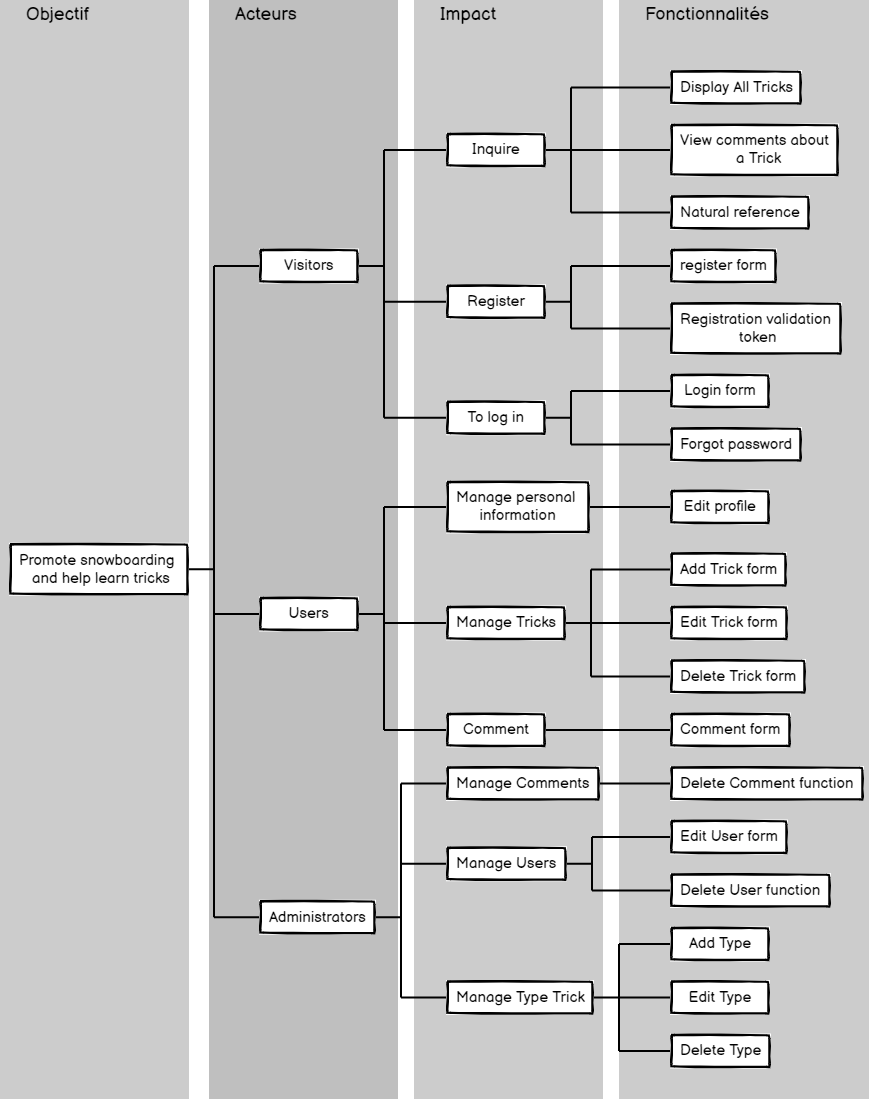 Objectif
Acteurs
Impact
Fonctionnalités
Promote snowboarding
and help learn tricks
Visitors
Inquire
Display All Tricks
View comments about
a Trick
Natural reference
Register
register form
Registration validation
token
To log in
Login form
Forgot password
Users
Manage personal
information
Edit profile
Manage Tricks
Add Trick form
Edit Trick form
Delete Trick form
Comment
Comment form
Administrators
Manage Comments
Delete Comment function
Manage Users
Edit User form
Delete User function
Manage Type Trick
Add Type
Edit Type
Delete Type